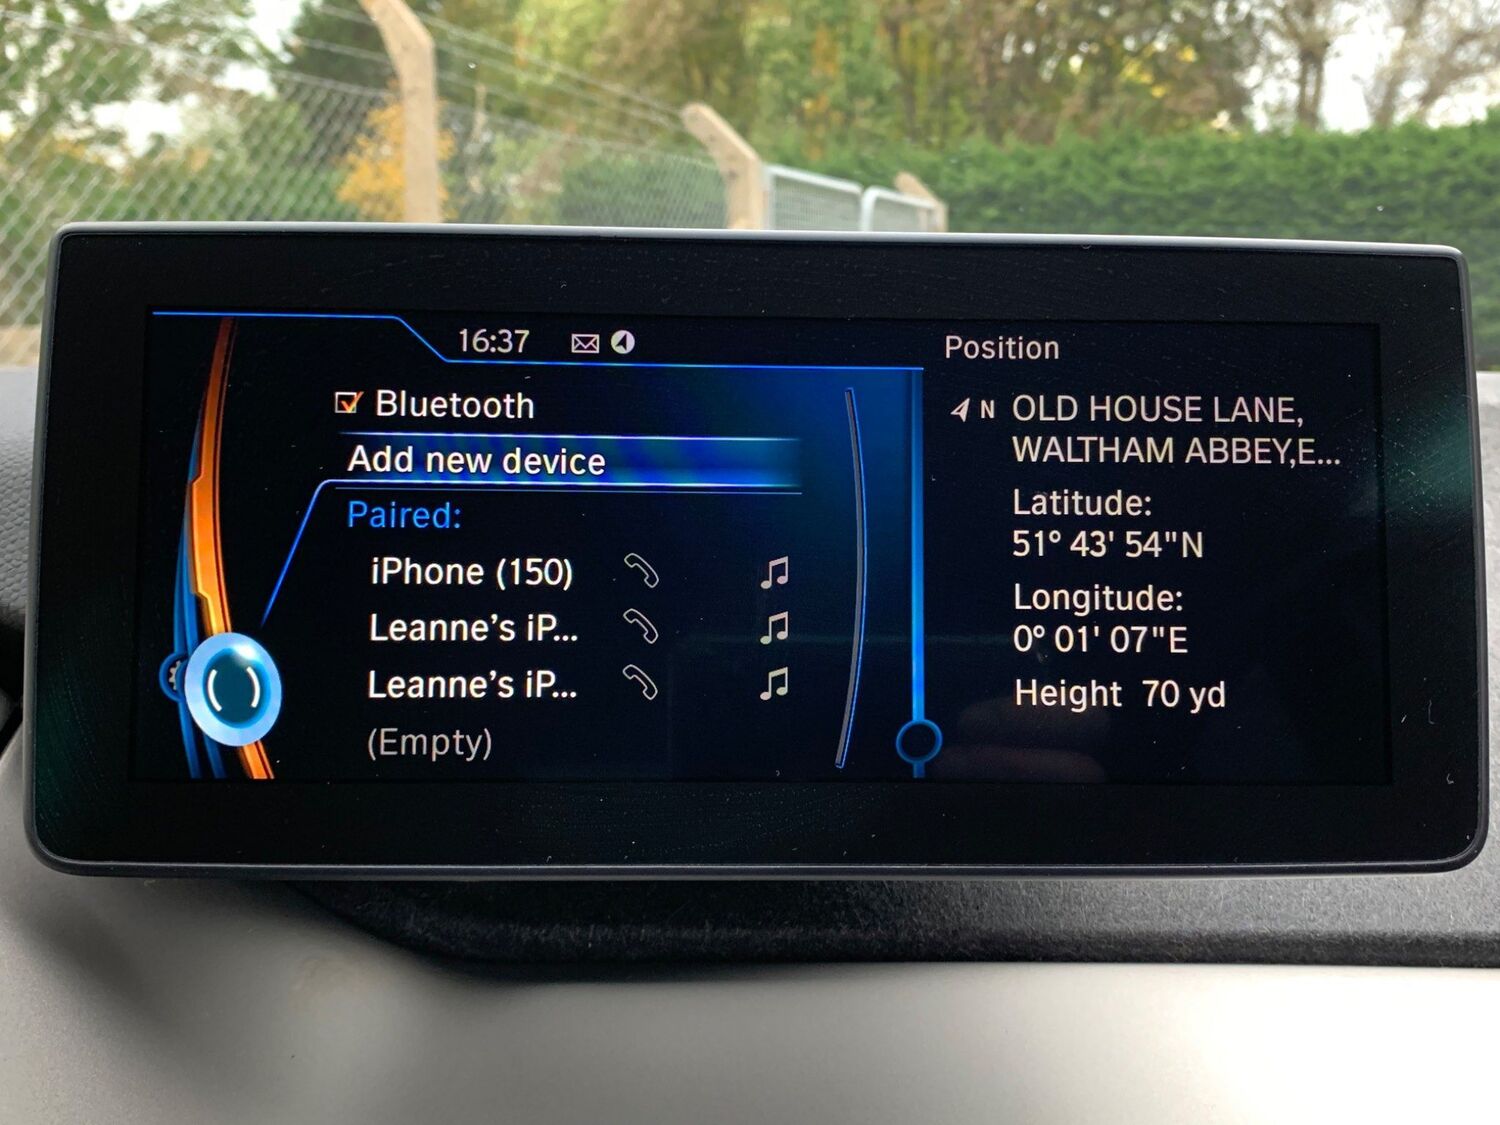 16:37
Bluetooth
Add new device
Paired:
iPhone (150)
Leanne’s iP...
Leanne’s iP...
(Empty)
Position
N OLD HOUSE LANE,
WALTHAM ABBEY,E...
Latitude:
51° 43' 54"N
Longitude:
0° 01' 07"E
Height 70 yd